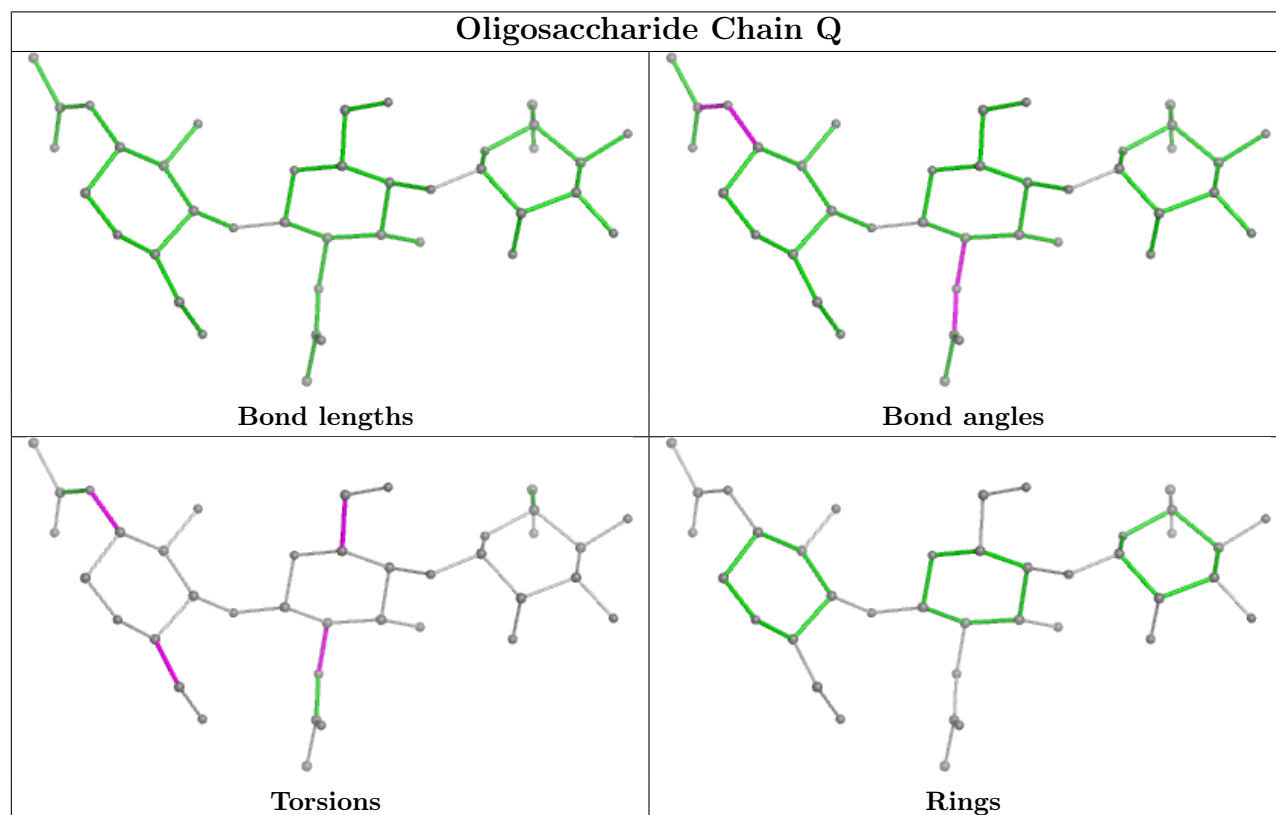 Oligosaccharide Chain Q
Bond lengths
Bond angles
Torsions
Rings